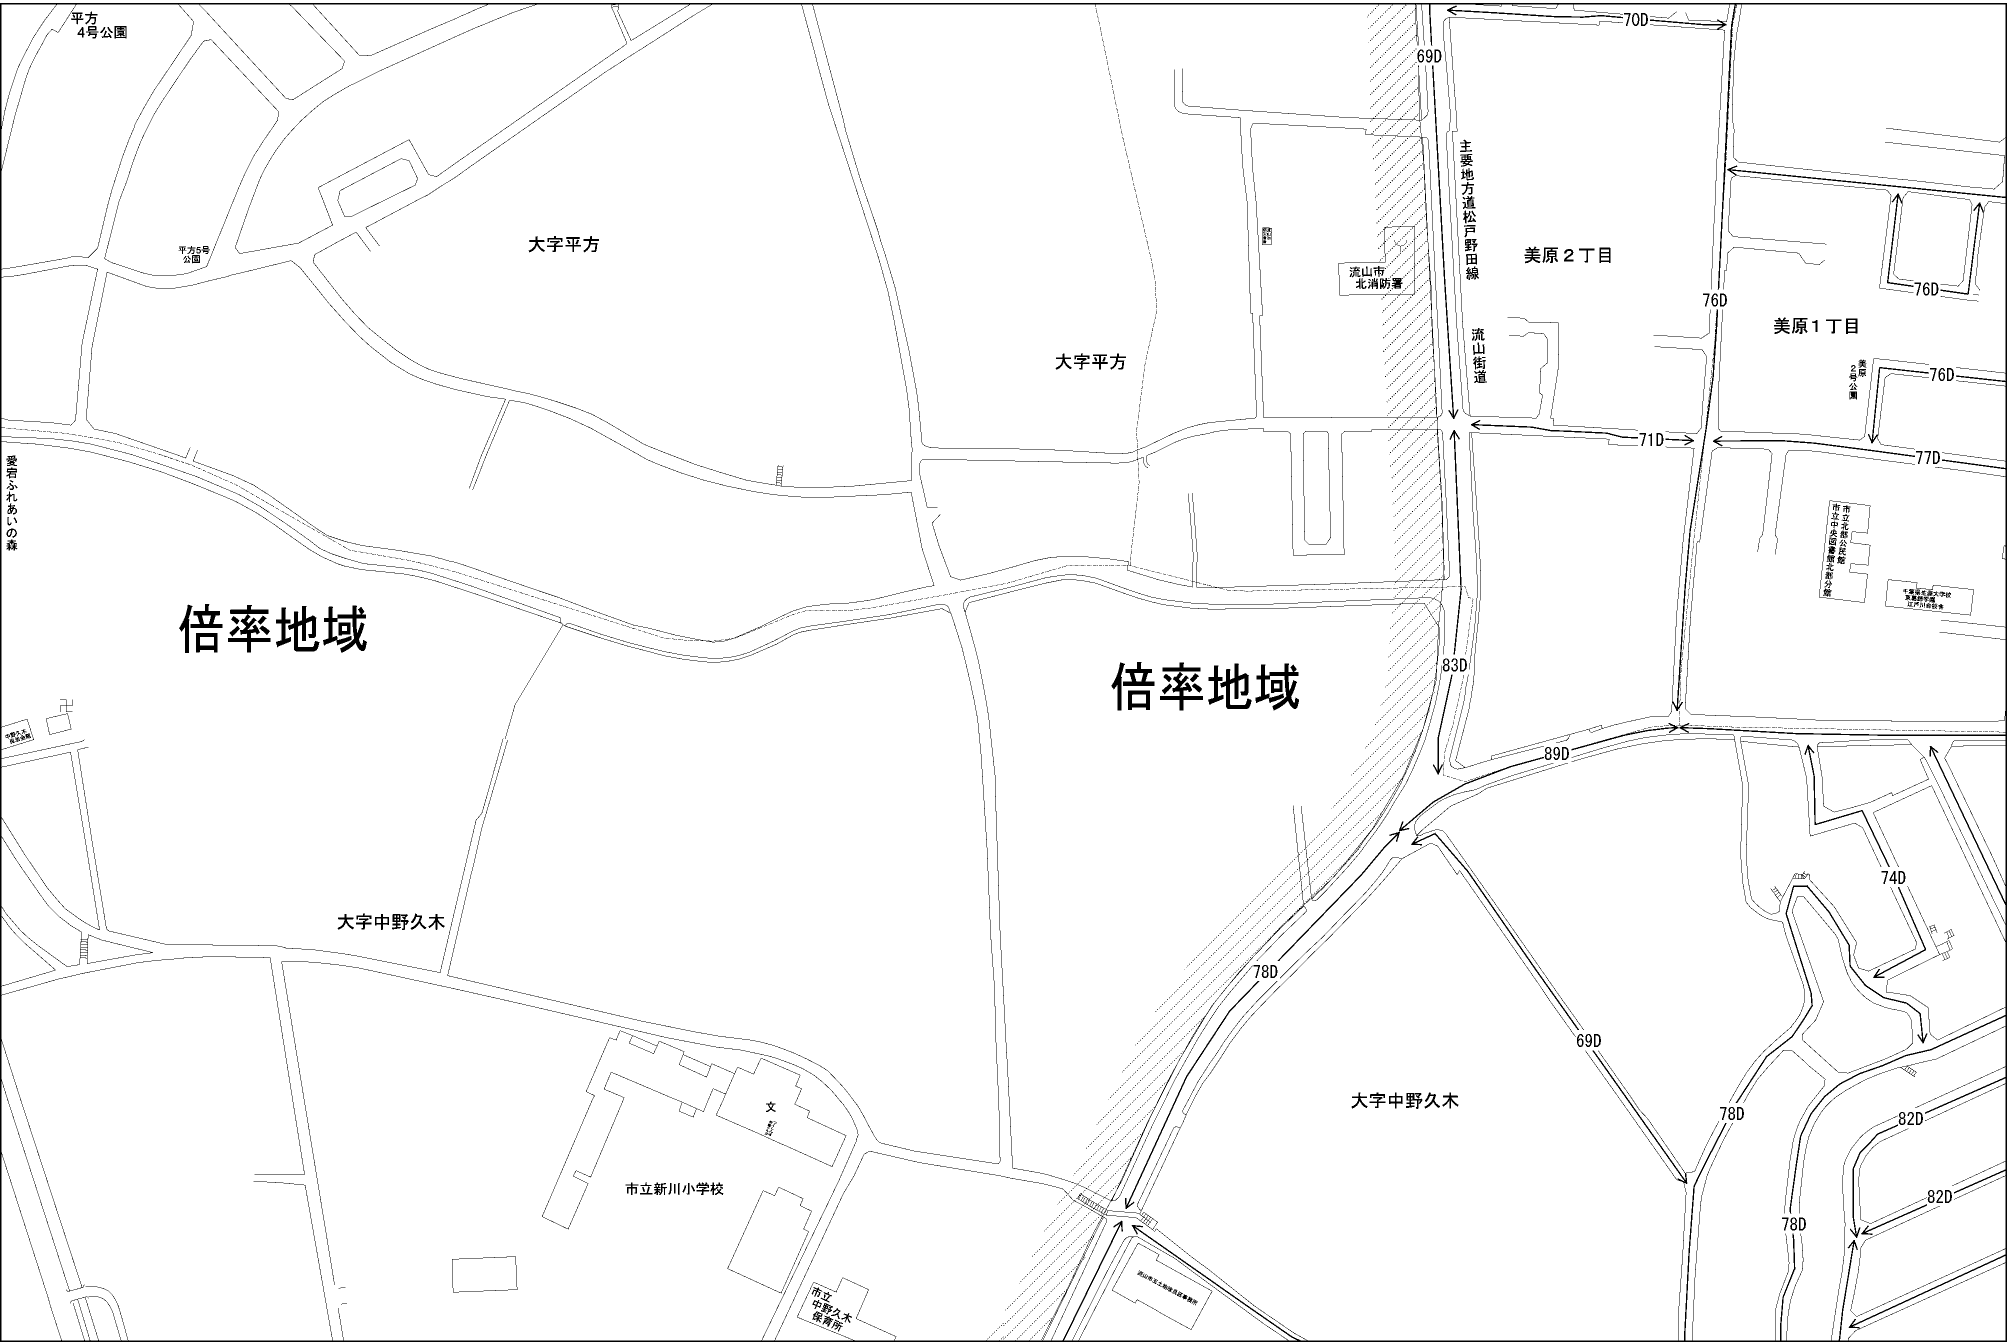 平方
4号公園
70D
69D
主要地方道松戸野田線
平方5号
公園
大字平方
流山市
北消防署
美原２丁目
76D
76D
美原１丁目
流山街道
大字平方
美原
２号公園
76D
71D
77D
愛宕ふれあいの森
市立北部公民館
市立中央図書館北部分館
江戸川台校舎
倍率地域
倍率地域
83D
89D
大字中野久木
74D
78D
69D
大字中野久木
78D
82D
文
市立新川小学校
82D
78D
市立
中野久木
保育所